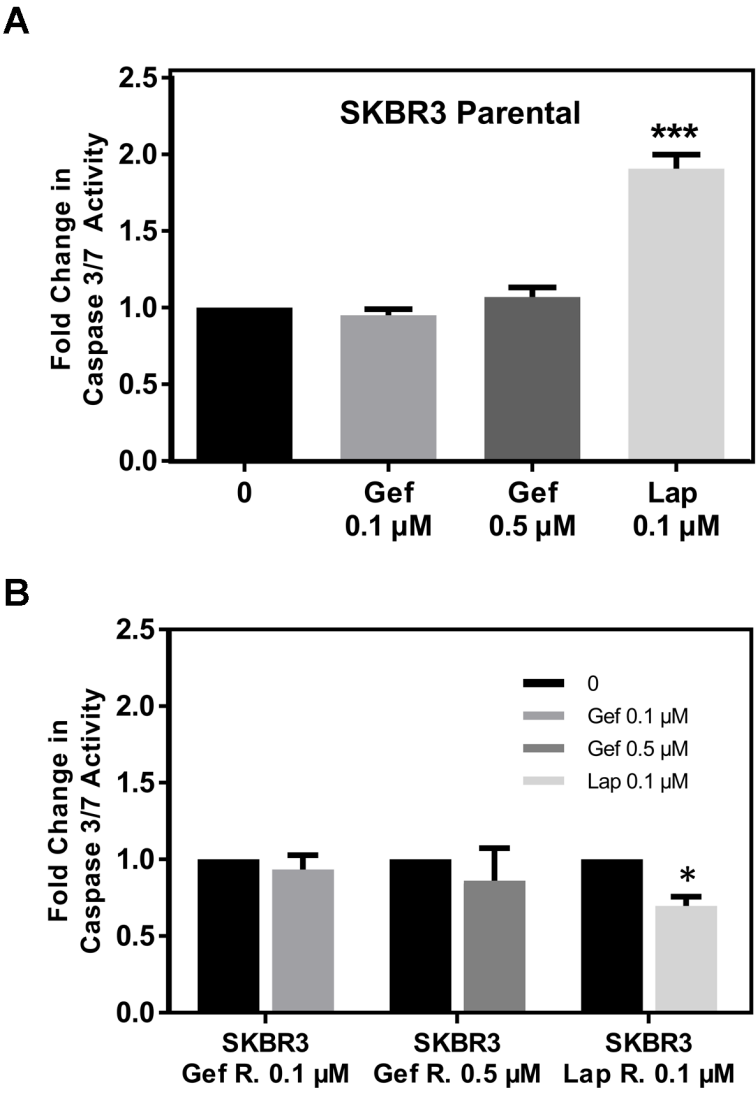 A
SKBR3 Parental
***
Fold Change in
Caspase 3/7 Activity
2.5
2.0
1.5
1.0
0.5
0.0
0
Gef
0.1 µM
Gef
0.5 µM
Lap
0.1 µM
B
Fold Change in
Caspase 3/7 Activity
2.5
2.0
1.5
1.0
0.5
0.0
0
Gef 0.1 µM
Gef 0.5 µM
Lap 0.1 µM
*
SKBR3
Gef R. 0.1 µM
SKBR3
Gef R. 0.5 µM
SKBR3
Lap R. 0.1 µM